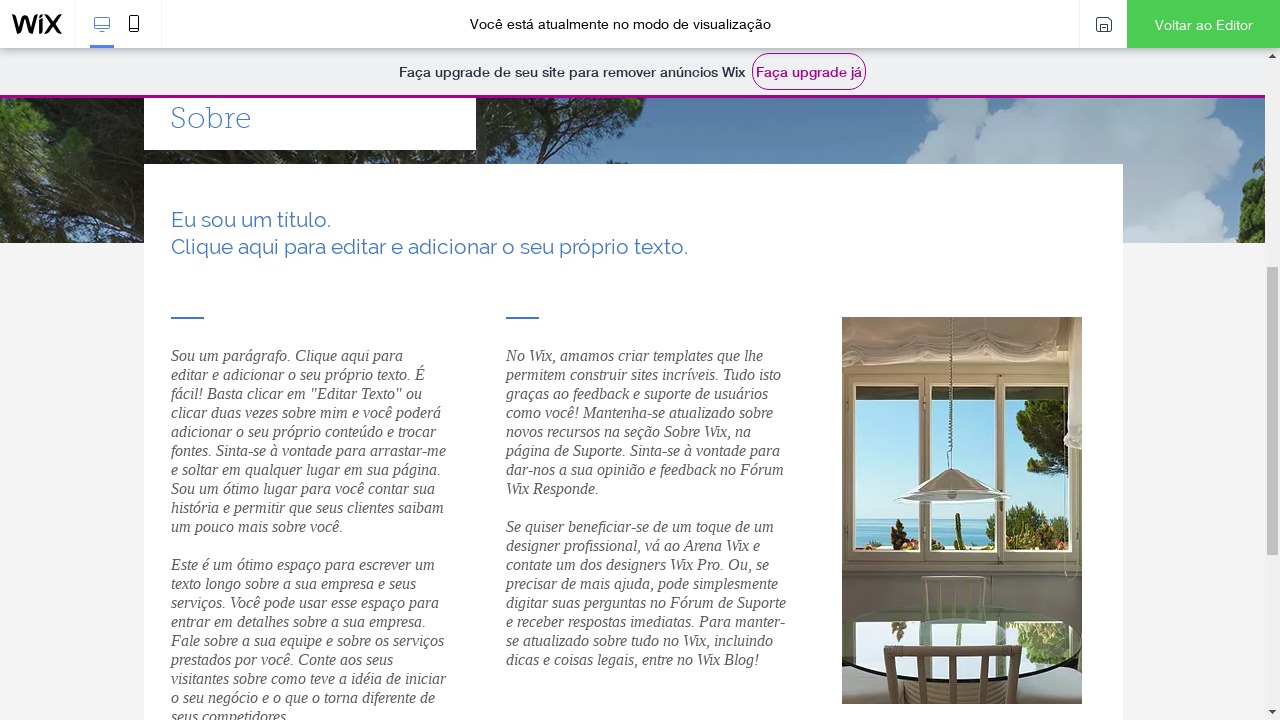 WiX
Você está atualmente no modo de visualização
Voltar ao Editor
Faça upgrade de seu site para remover anúncios Wix
Faça upgrade já
Sobre
Eu sou um título.
Clique aqui para editar e adicionar o seu próprio texto.
Sou um parágrafo. Clique aqui para
editar e adicionar o seu próprio texto. É
fácil! Basta clicar em "Editar Texto" ou
clicar duas vezes sobre mim e você poderá
adicionar o seu próprio conteúdo e trocar
fontes. Sinta-se à vontade para arrastar-me
e soltar em qualquer lugar em sua página.
Sou um ótimo lugar para você contar sua
história e permitir que seus clientes saibam
um pouco mais sobre você.
Este é um ótimo espaço para escrever um
texto longo sobre a sua empresa e seus
serviços. Você pode usar esse espaço para
entrar em detalhes sobre a sua empresa.
Fale sobre a sua equipe e sobre os serviços
prestados por você. Conte aos seus
visitantes sobre como teve a idéia de iniciar
o seu negócio e o que o torna diferente de
seus competidores.
No Wix, amamos criar templates que lhe
permitem construir sites incríveis. Tudo isto
graças ao feedback e suporte de usuários
como você! Mantenha-se atualizado sobre
novos recursos na seção Sobre Wix, na
página de Suporte. Sinta-se à vontade para
dar-nos a sua opinião e feedback no Fórum
Wix Responde.
Se quiser beneficiar-se de um toque de um
designer profissional, vá ao Arena Wix e
contate um dos designers Wix Pro. Ou, se
precisar de mais ajuda, pode simplesmente
digitar suas perguntas no Fórum de Suporte
e receber respostas imediatas. Para manter-
se atualizado sobre tudo no Wix, incluindo
dicas e coisas legais, entre no Wix Blog!